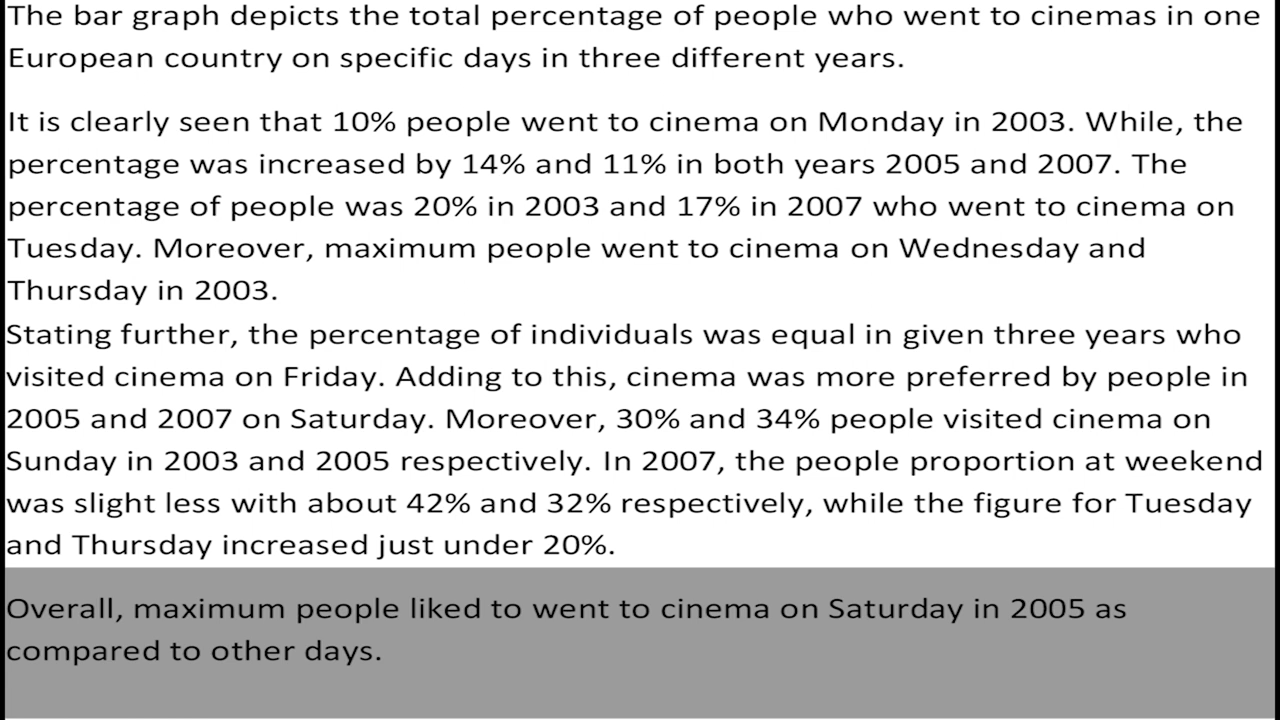 The bar graph depicts the total percentage of people who went to cinemas in one
European country on specific days in three different years.
It is clearly seen that 10% people went to cinema on Monday in 2003. While, the
percentage was increased by 14% and 11% in both years 2005 and 2007. The
percentage of people was 20% in 2003 and 17% in 2007 who went to cinema on
Tuesday. Moreover, maximum people went to cinema on Wednesday and
Thursday in 2003.
Stating further, the percentage of individuals was equal in given three years who
visited cinema on Friday. Adding to this, cinema was more preferred by people in
2005 and 2007 on Saturday. Moreover, 30% and 34% people visited cinema on
Sunday in 2003 and 2005 respectively. In 2007, the people proportion at weekend
was slight less with about 42% and 32% respectively, while the figure for Tuesday
and Thursday increased just under 20%.
Overall, maximum people liked to went to cinema on Saturday in 2005 as
compared to other days.